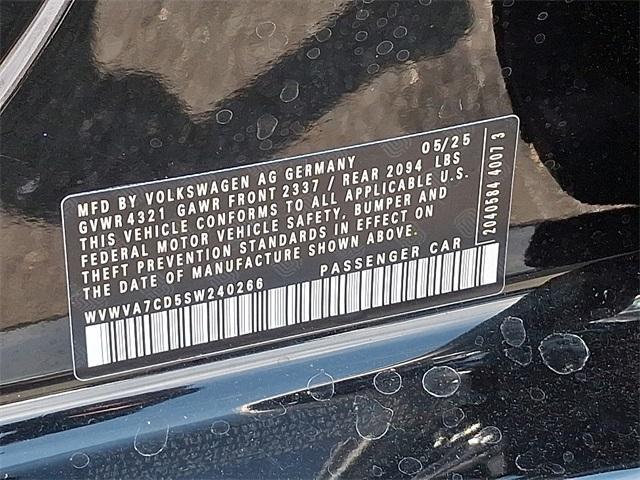 MFD BY VOLKSWAGEN AG GERMANY 05/25
GVWR 4321 GAWR FRONT 2337 / REAR 2094 LBS
THIS VEHICLE CONFORMS TO ALL APPLICABLE U.S.
FEDERAL MOTOR VEHICLE SAFETY, BUMPER AND
THEFT PREVENTION STANDARDS IN EFFECT ON
THE DATE OF MANUFACTURE SHOWN ABOVE.
WVWVA7CD5SW240266 PASSENGER CAR
2040584 4007 3